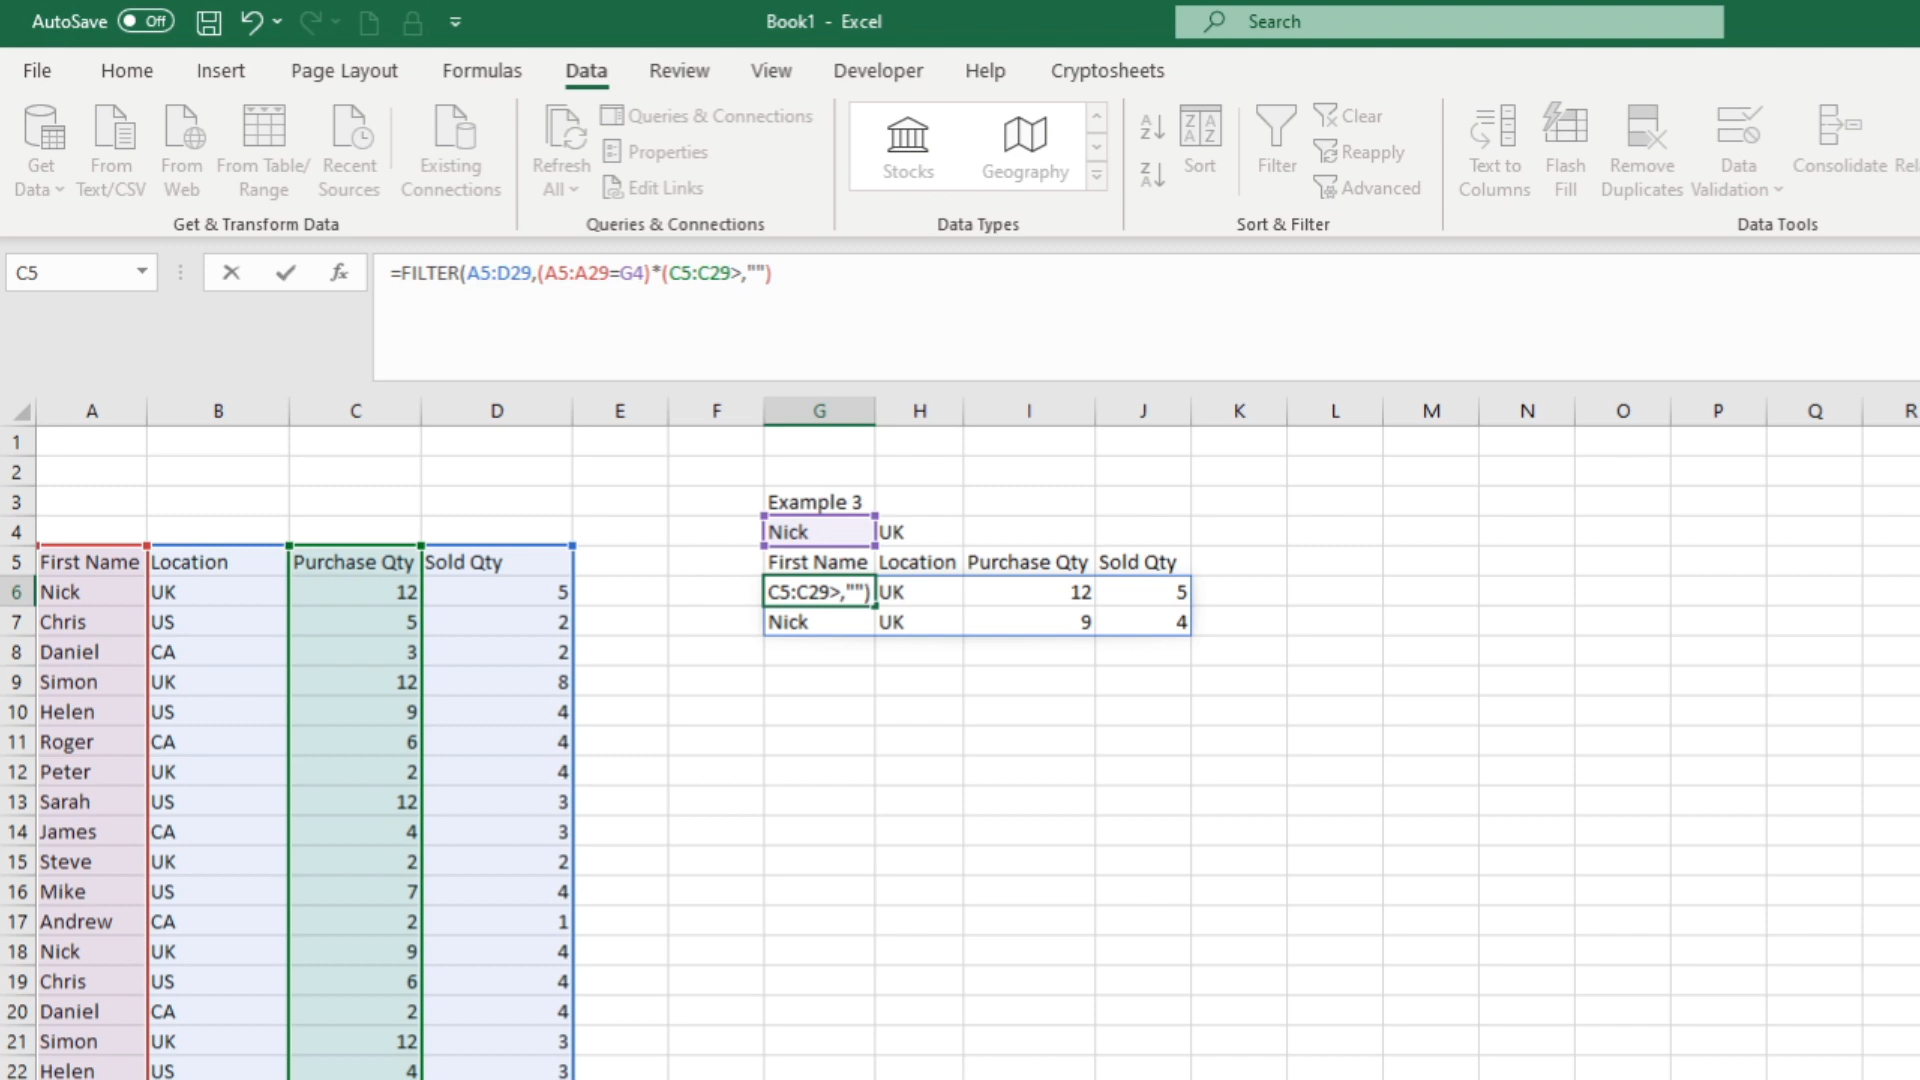 AutoSave Off Book1 - Excel Search
File Home Insert Page Layout Formulas Data Review View Developer Help Cryptosheets
Get Data From Text/CSV From Web From Table/ Range Recent Sources Existing Connections
Get & Transform Data
Refresh All Queries & Connections
Properties
Edit Links
Queries & Connections
Stocks Geography
Data Types
Sort Filter Clear
Reapply
Advanced
Sort & Filter
Text to Columns Flash Fill Remove Duplicates Data Validation Consolidate Rel
Data Tools
C5 fx =FILTER(A5:D29,(A5:A29=G4)*(C5:C29>,"")
A B C D E F G H I J K L M N O P Q R
1
2
3 Example 3
4 Nick UK
5 First Name Location Purchase Qty Sold Qty First Name Location Purchase Qty Sold Qty
6 Nick UK 12 5 C5:C29>,"") UK 12 5
7 Chris US 5 2 Nick UK 9 4
8 Daniel CA 3 2
9 Simon UK 12 8
10 Helen US 9 4
11 Roger CA 6 4
12 Peter UK 2 4
13 Sarah US 12 3
14 James CA 4 3
15 Steve UK 2 2
16 Mike US 7 4
17 Andrew CA 2 1
18 Nick UK 9 4
19 Chris US 6 4
20 Daniel CA 2 4
21 Simon UK 12 3
22 Helen US 4 3